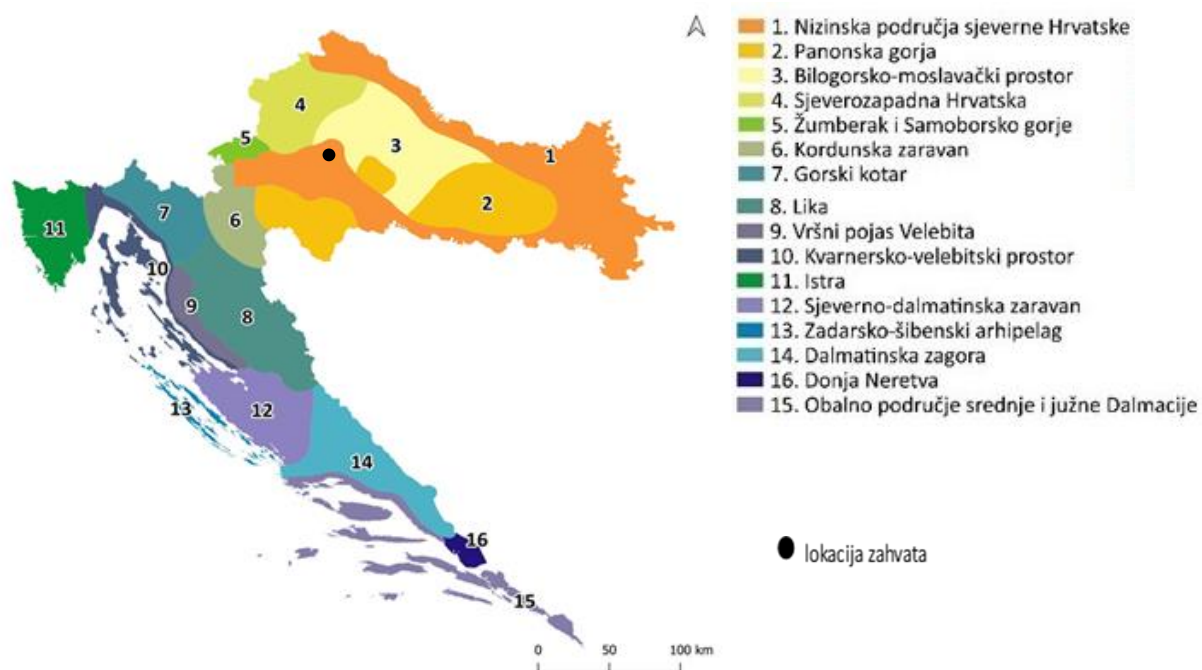 1. Nizinska područja sjeverne Hrvatske
2. Panonska gorja
3. Bilogorsko-moslavački prostor
4. Sjeverozapadna Hrvatska
5. Žumberak i Samoborsko gorje
6. Kordunska zaravan
7. Gorski kotar
8. Lika
9. Vršni pojas Velebita
10. Kvarnersko-velebitski prostor
11. Istra
12. Sjeverno-dalmatinska zaravan
13. Zadarsko-šibenski arhipelag
14. Dalmatinska zagora
16. Donja Neretva
15. Obalno područje srednje i južne Dalmacije
lokacija zahvata
4
5
3
1
2
6
7
11
10
9
8
13
12
14
16
15
0 50 100 km